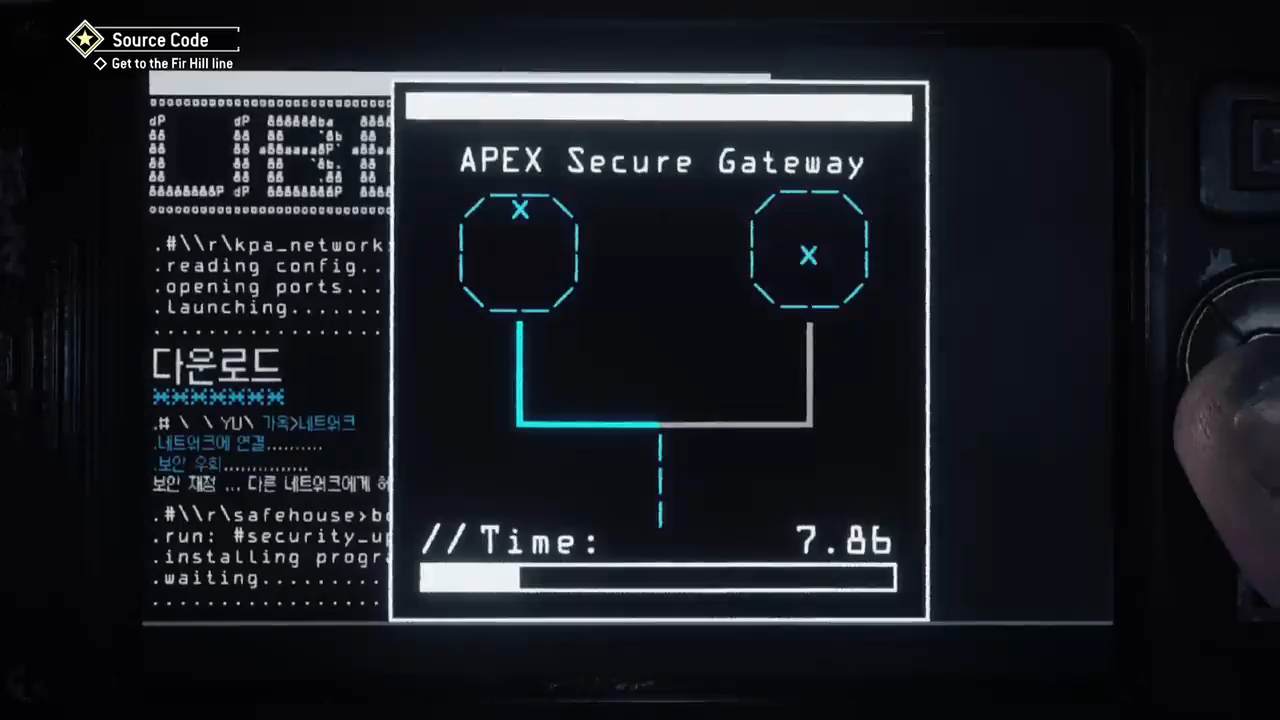 Source Code
Get to the Fir Hill line
APEX Secure Gateway
x
x
.#\\r\kpa_network
.reading config..
.opening ports...
.Launching.......
다운로드
.# \ \ YU\ 가옥>네트워크
.네트워크에 연결..........
.보안 우회...............
보안 재정 ... 다른 네트워크에게
.#\\r\safehouse>b
.run: #security_u
.installing progr
.waiting.........
//Time: 7.86